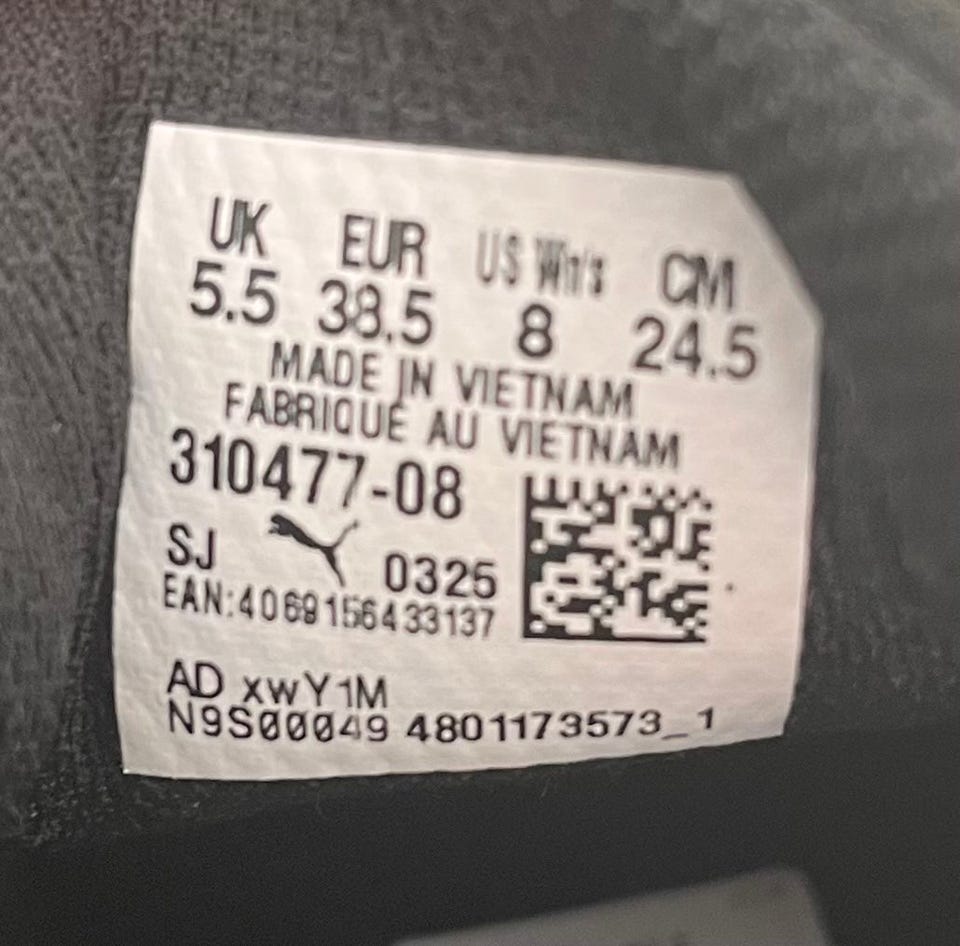 UK EUR US Wn's CM
5.5 38.5 8 24.5
MADE IN VIETNAM
FABRIQUÉ AU VIETNAM
310477-08
SJ 0325
EAN:4069156433137
AD xwY1M
N9S00049 4801173573_1